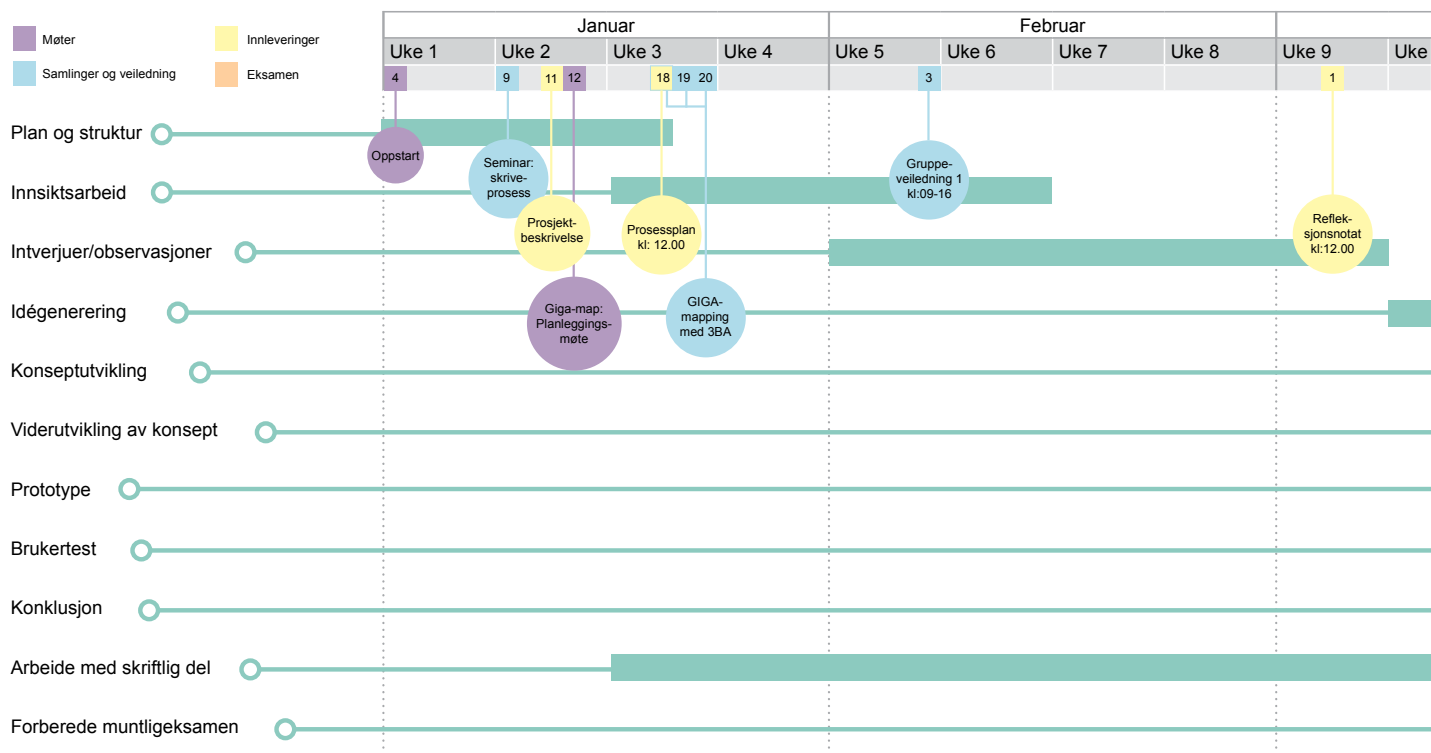 Møter
Innleveringer
Samlinger og veiledning
Eksamen
Januar
Februar
Uke 1
Uke 2
Uke 3
Uke 4
Uke 5
Uke 6
Uke 7
Uke 8
Uke 9
Uke
4
9
11
12
18
19
20
3
1
Plan og struktur
Oppstart
Seminar:
skrive-
prosess
Gruppe-
veiledning 1
kl:09-16
Innsiktsarbeid
Prosjekt-
beskrivelse
Prosessplan
kl: 12.00
Reflek-
sjonsnotat
kl:12.00
Intverjuer/observasjoner
Idégenerering
Giga-map:
Planleggings-
møte
GIGA-
mapping
med 3BA
Konseptutvikling
Viderutvikling av konsept
Prototype
Brukertest
Konklusjon
Arbeide med skriftlig del
Forberede muntligeksamen